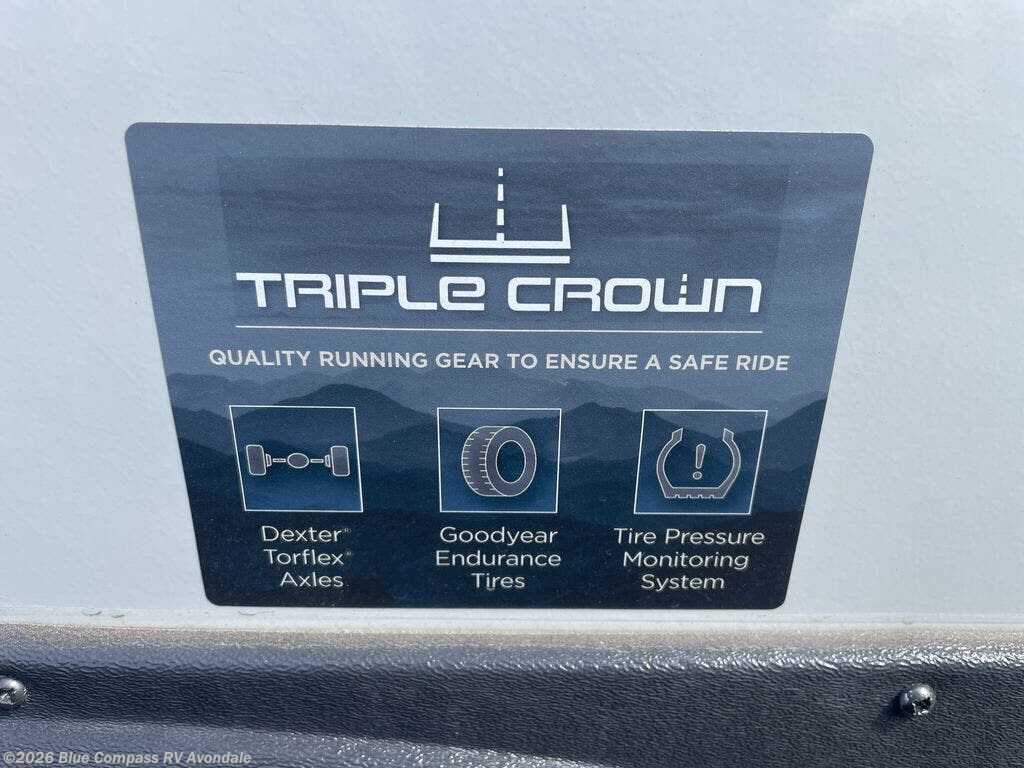 TRIPLE CROWN
QUALITY RUNNING GEAR TO ENSURE A SAFE RIDE
Dexter®
Torflex®
Axles
Goodyear
Endurance
Tires
Tire Pressure
Monitoring
System
©2026 Blue Compass RV Avondale